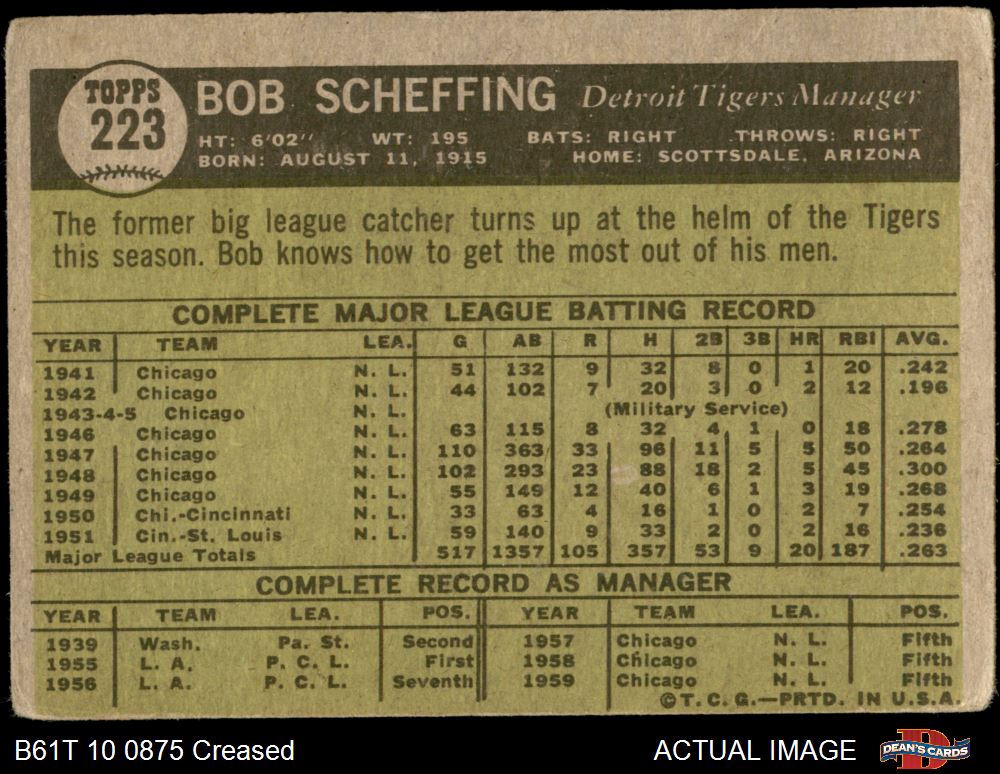 TOPPS
223
BOB SCHEFFING Detroit Tigers Manager
HT: 6'02" WT: 195 BATS: RIGHT THROWS: RIGHT
BORN: AUGUST 11, 1915 HOME: SCOTTSDALE, ARIZONA
The former big league catcher turns up at the helm of the Tigers
this season. Bob knows how to get the most out of his men.
COMPLETE MAJOR LEAGUE BATTING RECORD
YEAR TEAM LEA. G AB R H 2B 3B HR RBI AVG.
1941 Chicago N. L. 51 132 9 32 8 0 1 20 .242
1942 Chicago N. L. 44 102 7 20 3 0 2 12 .196
1943-4-5 Chicago N. L. (Military Service)
1946 Chicago N. L. 63 115 8 32 4 1 0 18 .278
1947 Chicago N. L. 110 363 33 96 11 5 5 50 .264
1948 Chicago N. L. 102 293 23 88 18 2 5 45 .300
1949 Chicago N. L. 55 149 12 40 6 1 3 19 .268
1950 Chi.-Cincinnati N. L. 33 63 4 16 1 0 2 7 .254
1951 Cin.-St. Louis N. L. 59 140 9 33 2 0 2 16 .236
Major League Totals 517 1357 105 357 53 9 20 187 .263
COMPLETE RECORD AS MANAGER
YEAR TEAM LEA. POS. YEAR TEAM LEA. POS.
1939 Wash. Pa. St. Second 1957 Chicago N. L. Fifth
1955 L. A. P. C. L. First 1958 Chicago N. L. Fifth
1956 L. A. P. C. L. Seventh 1959 Chicago N. L. Fifth
©T.C.G.—PRTD. IN U.S.A.
B61T 10 0875 Creased ACTUAL IMAGE DEAN'S CARDS